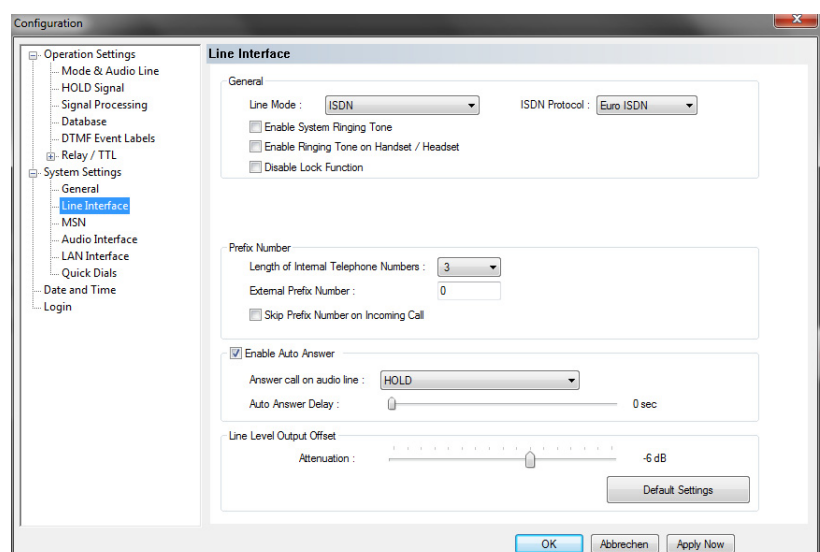 Configuration
Operation Settings
Mode & Audio Line
HOLD Signal
Signal Processing
Database
DTMF Event Labels
Relay / TTL
System Settings
General
Line Interface
MSN
Audio Interface
LAN Interface
Quick Dials
Date and Time
Login
Line Interface
General
Line Mode : ISDN ISDN Protocol : Euro ISDN
Enable System Ringing Tone
Enable Ringing Tone on Handset / Headset
Disable Lock Function
Prefix Number
Length of Internal Telephone Numbers : 3
External Prefix Number : 0
Skip Prefix Number on Incoming Call
Enable Auto Answer
Answer call on audio line : HOLD
Auto Answer Delay : 0 sec
Line Level Output Offset
Attenuation : -6 dB
Default Settings
OK Abbrechen Apply Now